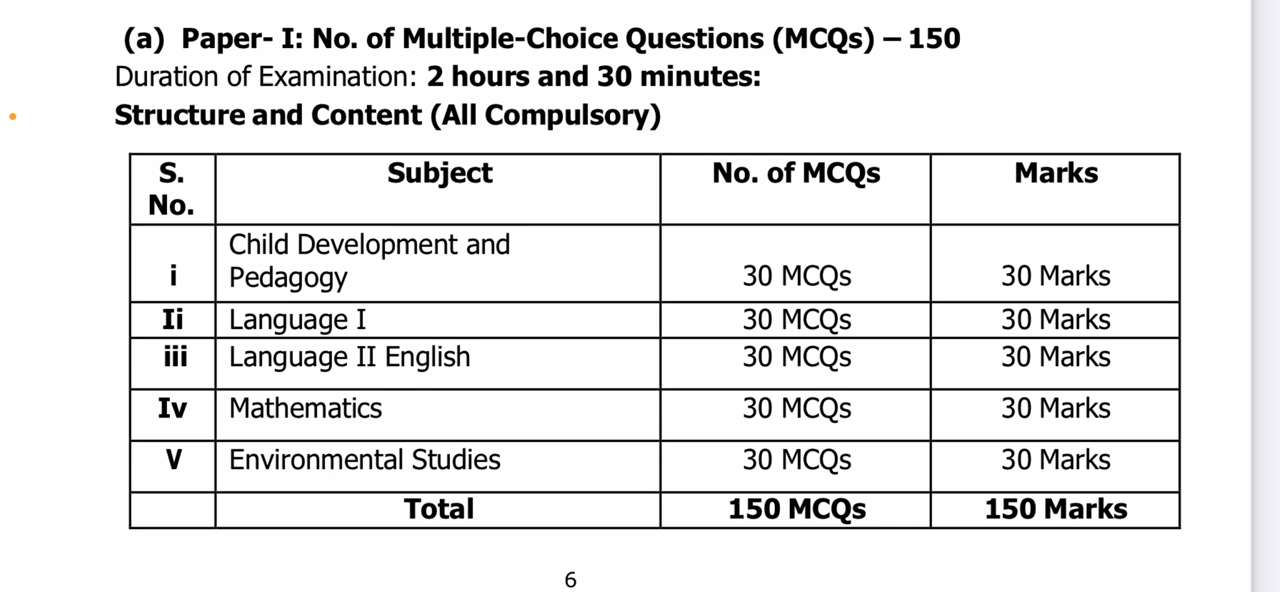 (a) Paper- I: No. of Multiple-Choice Questions (MCQs) – 150
Duration of Examination: 2 hours and 30 minutes:
Structure and Content (All Compulsory)
S. No. Subject No. of MCQs Marks
i Child Development and Pedagogy 30 MCQs 30 Marks
Ii Language I 30 MCQs 30 Marks
iii Language II English 30 MCQs 30 Marks
Iv Mathematics 30 MCQs 30 Marks
V Environmental Studies 30 MCQs 30 Marks
Total 150 MCQs 150 Marks
6